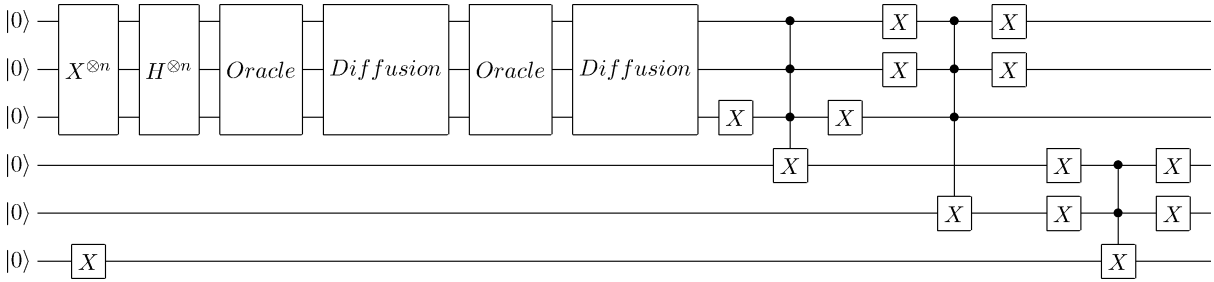 |0⟩ X X X
|0⟩ X^{⊗n} H^{⊗n} Oracle Diffusion Oracle Diffusion X X
|0⟩ X X
|0⟩ X X X
|0⟩ X X X
|0⟩ X X